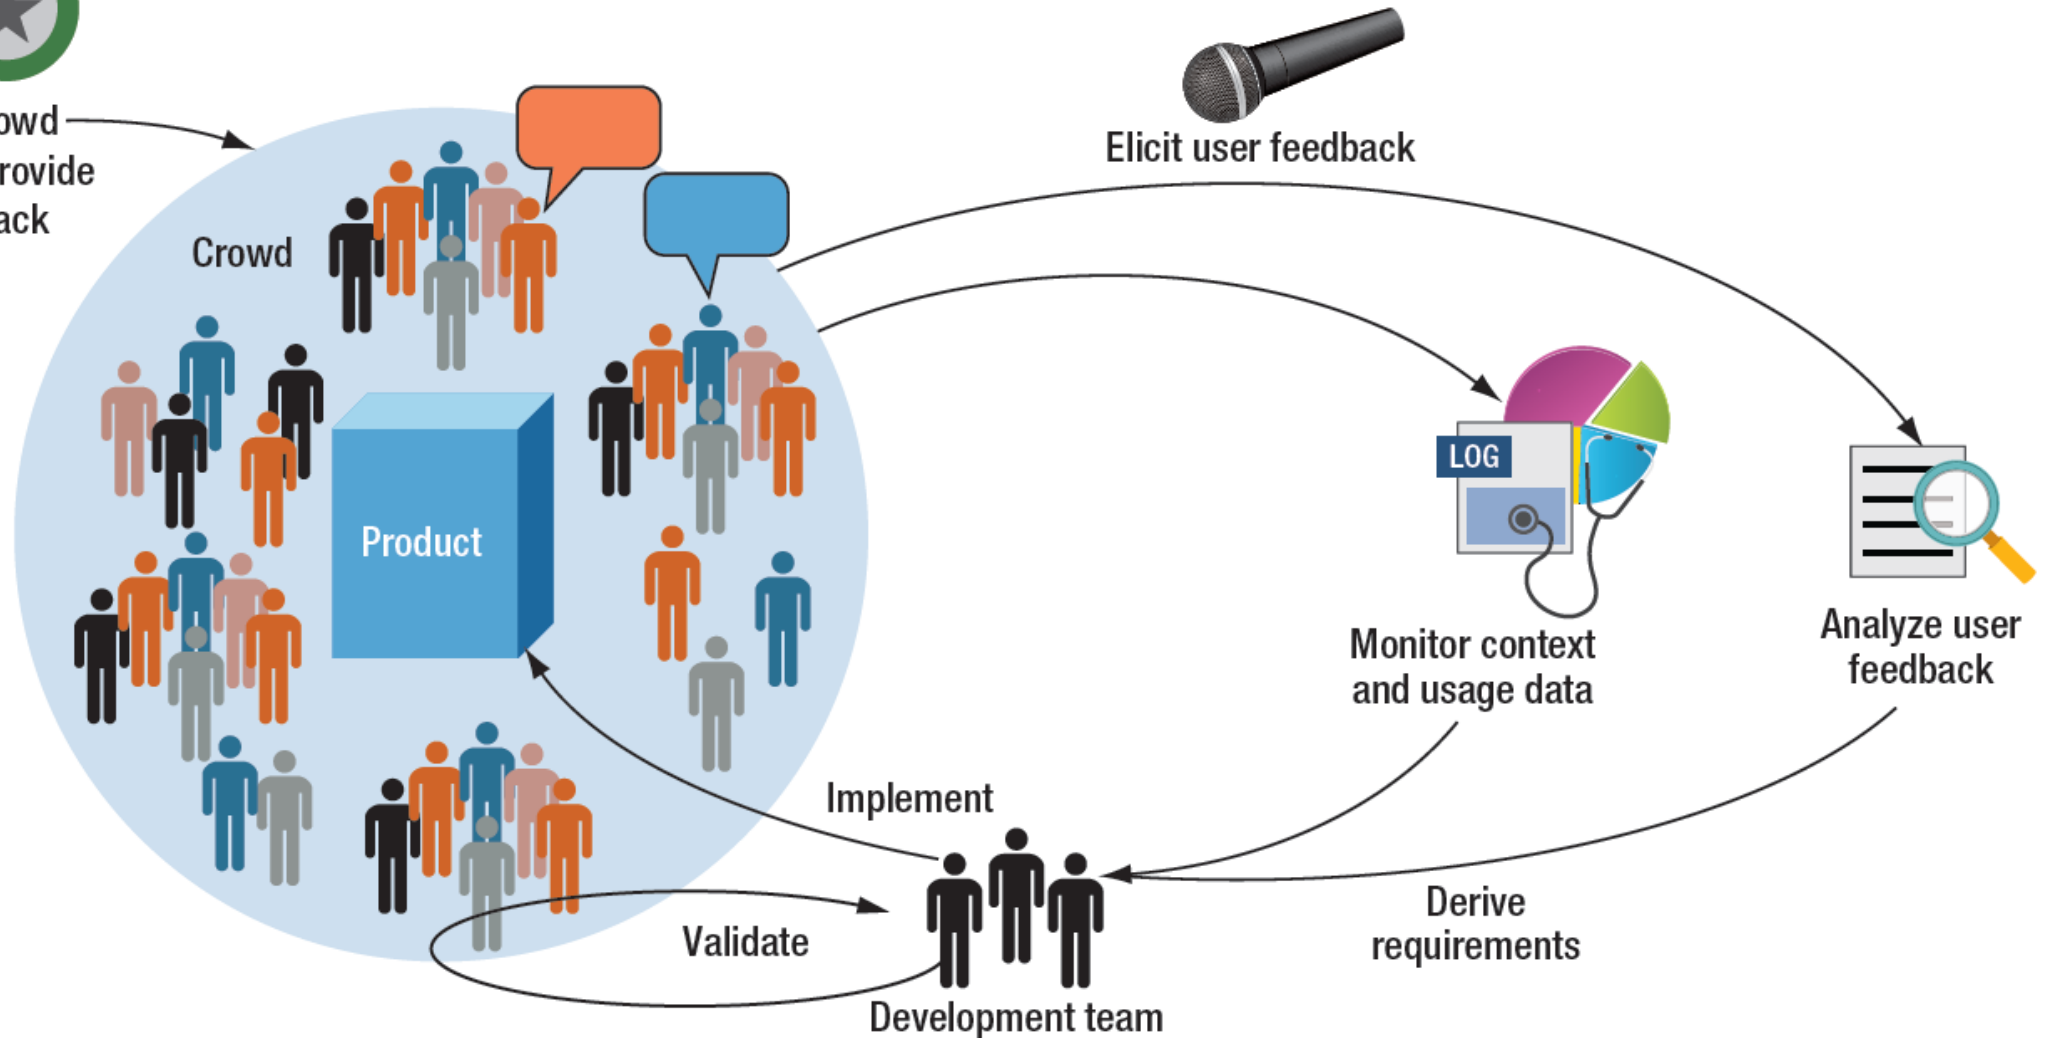 owd
rovide
ack
Crowd
Elicit user feedback
Product
LOG
Monitor context
and usage data
Analyze user
feedback
Implement
Validate
Derive
requirements
Development team